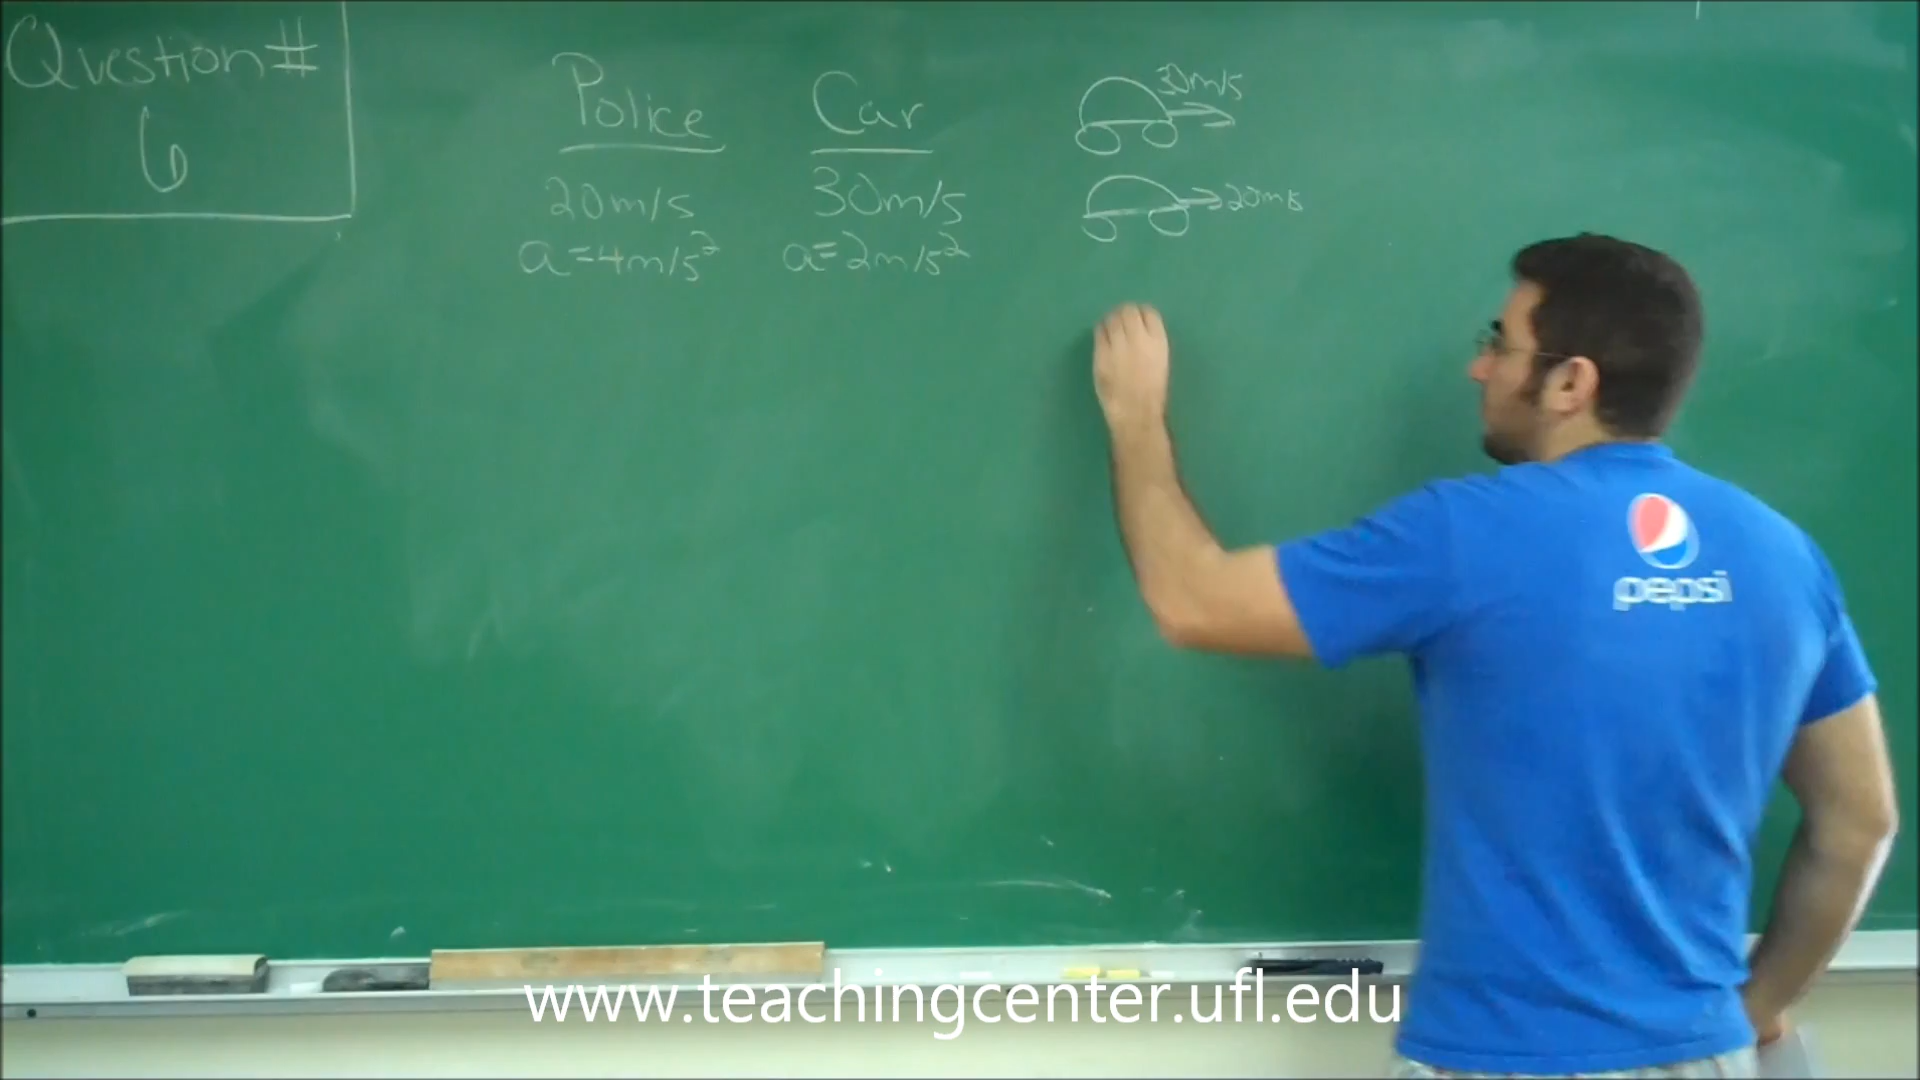 Question #
6
Police
20m/s
a=4m/s²
Car
30m/s
a=2m/s²
30m/s
20m/s
pepsi
www.teachingcenter.ufl.edu